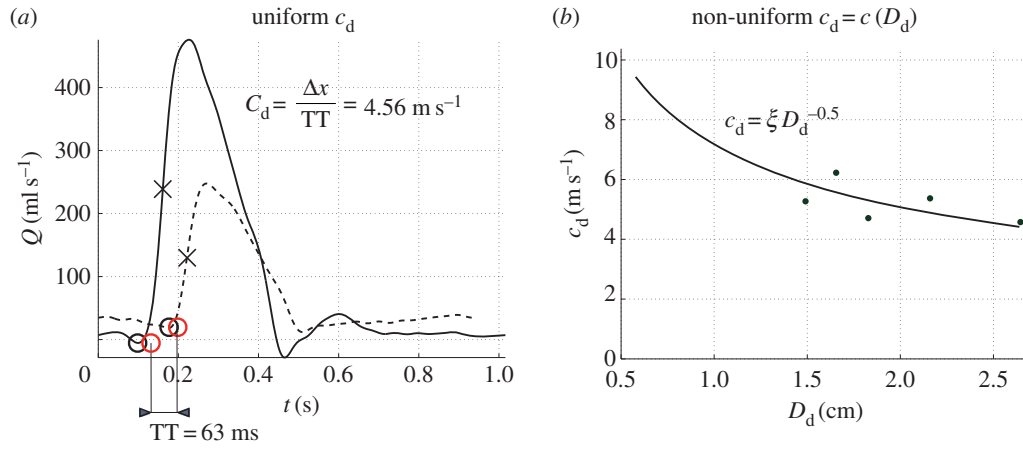 (a)
uniform c_d
400
300
200
100
Q (ml s⁻¹)
C_d = Δx / TT = 4.56 m s⁻¹
0
0.2
0.4
0.6
0.8
1.0
t (s)
TT = 63 ms
(b)
non-uniform c_d = c (D_d)
10
8
6
4
2
0
c_d (m s⁻¹)
c_d = ξ D_d⁻⁰·⁵
0.5
1.0
1.5
2.0
2.5
D_d (cm)